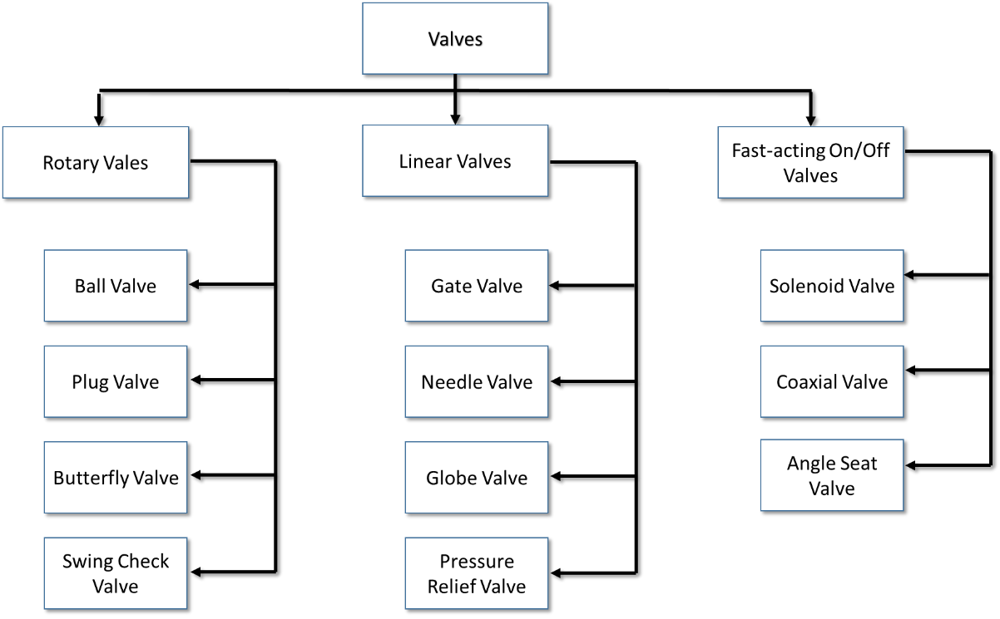 Valves
Rotary Vales
Linear Valves
Fast-acting On/Off
Valves
Ball Valve
Gate Valve
Solenoid Valve
Plug Valve
Needle Valve
Coaxial Valve
Butterfly Valve
Globe Valve
Angle Seat
Valve
Swing Check
Valve
Pressure
Relief Valve